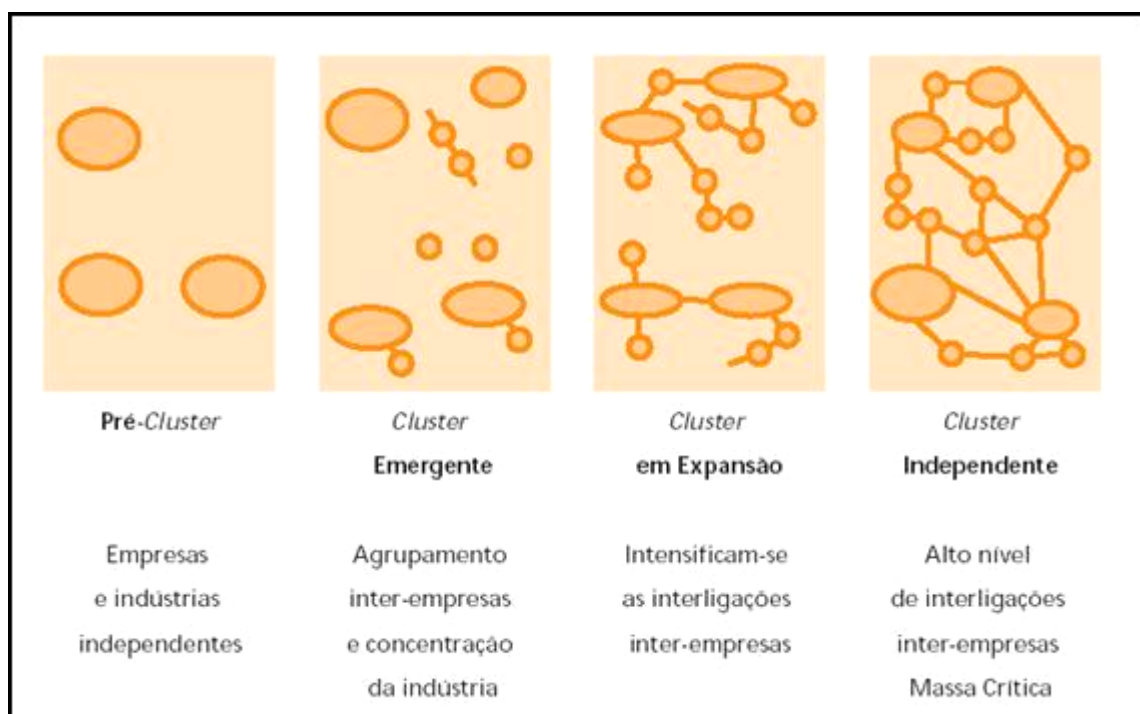 Pré-Cluster
Empresas
e indústrias
independentes
Cluster
Emergente
Agrupamento
inter-empresas
e concentração
da indústria
Cluster
em Expansão
Intensificam-se
as interligações
inter-empresas
Cluster
Independente
Alto nível
de interligações
inter-empresas
Massa Crítica